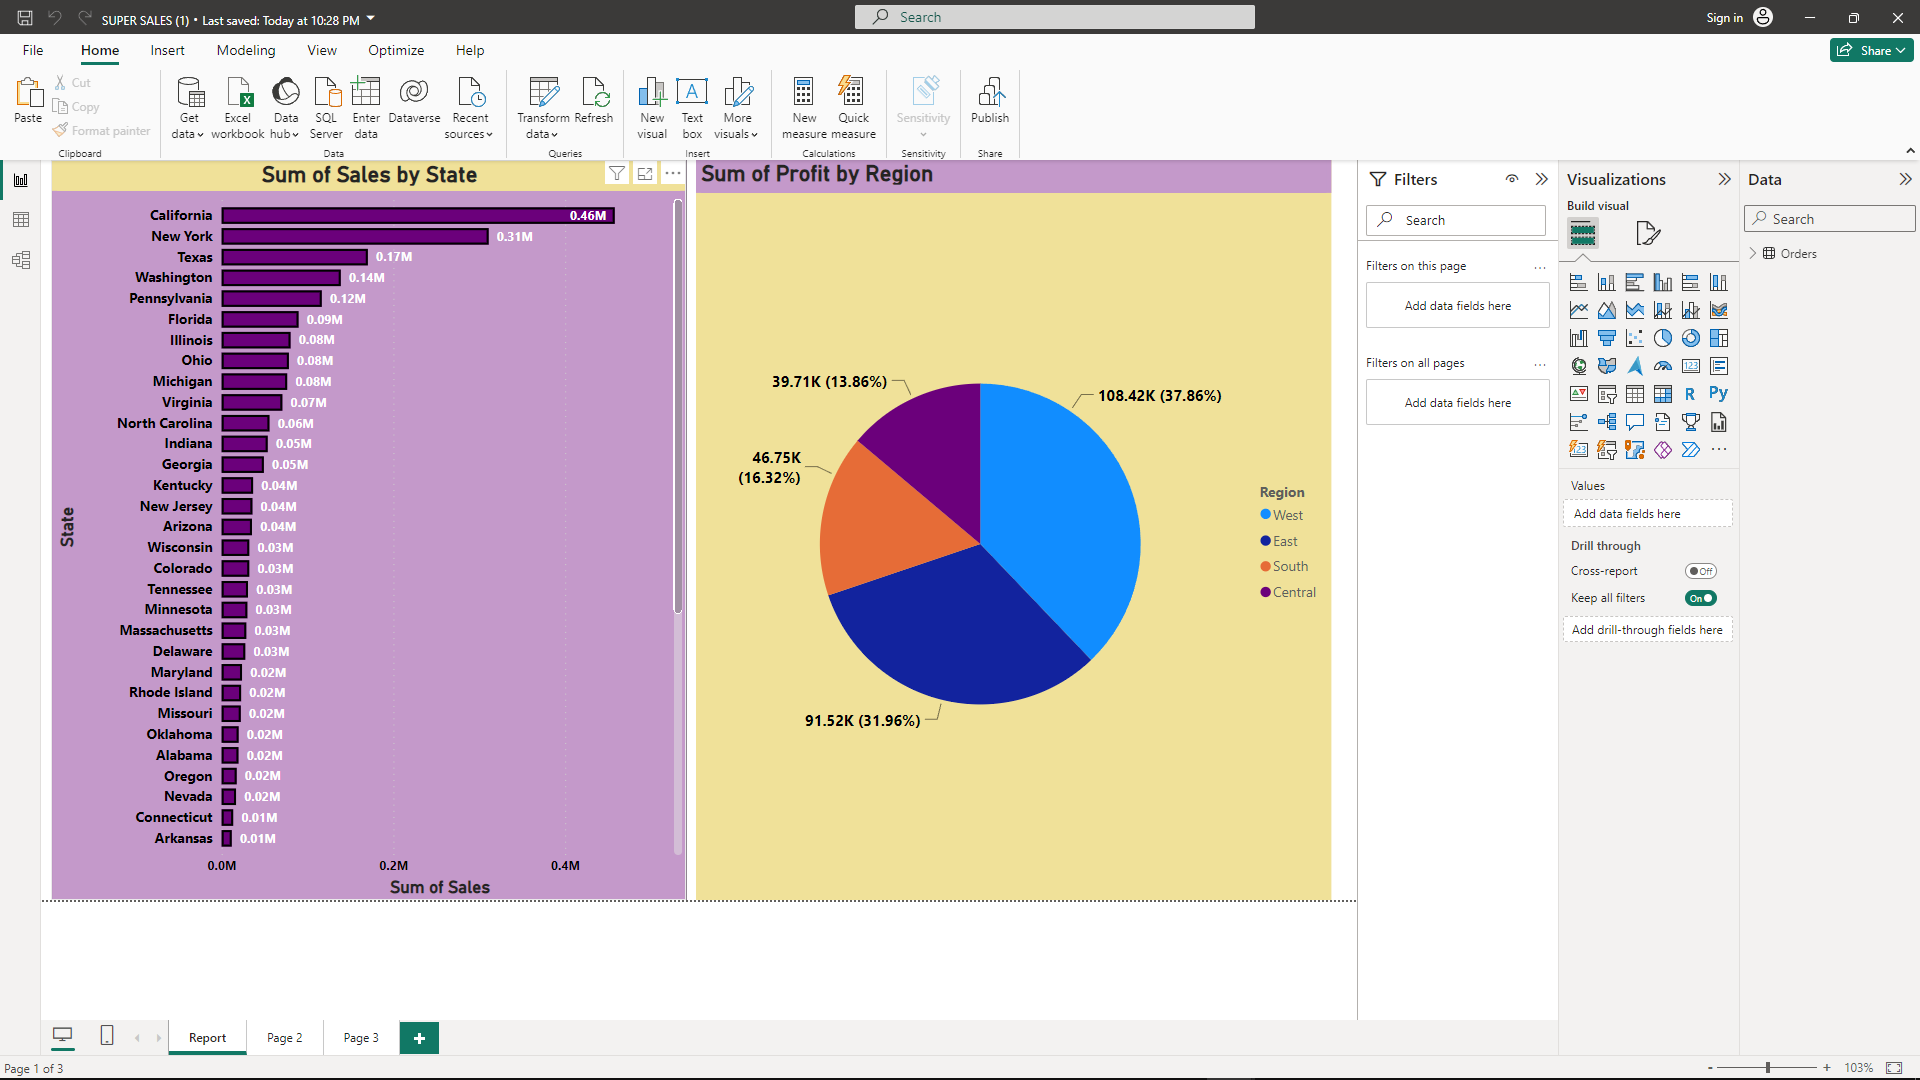 SUPER SALES (1) • Last saved: Today at 10:28 PM
Search
Sign in
File Home Insert Modeling View Optimize Help
Share
Paste
Cut
Copy
Format painter
Clipboard
Get data
Excel workbook
Data hub
SQL Server
Enter data
Dataverse
Recent sources
Data
Transform data
Refresh
Queries
New visual
Text box
More visuals
Insert
New measure
Quick measure
Calculations
Sensitivity
Sensitivity
Publish
Share
Sum of Sales by State
State
California 0.46M
New York 0.31M
Texas 0.17M
Washington 0.14M
Pennsylvania 0.12M
Florida 0.09M
Illinois 0.08M
Ohio 0.08M
Michigan 0.08M
Virginia 0.07M
North Carolina 0.06M
Indiana 0.05M
Georgia 0.05M
Kentucky 0.04M
New Jersey 0.04M
Arizona 0.04M
Wisconsin 0.03M
Colorado 0.03M
Tennessee 0.03M
Minnesota 0.03M
Massachusetts 0.03M
Delaware 0.03M
Maryland 0.02M
Rhode Island 0.02M
Missouri 0.02M
Oklahoma 0.02M
Alabama 0.02M
Oregon 0.02M
Nevada 0.02M
Connecticut 0.01M
Arkansas 0.01M
0.0M 0.2M 0.4M
Sum of Sales
Sum of Profit by Region
39.71K (13.86%)
108.42K (37.86%)
46.75K
(16.32%)
91.52K (31.96%)
Region
West
East
South
Central
Filters
Search
Filters on this page ...
Add data fields here
Filters on all pages ...
Add data fields here
Visualizations
Build visual
123
R
Py
123
...
Values
Add data fields here
Drill through
Cross-report Off
Keep all filters On
Add drill-through fields here
Data
Search
Orders
Report
Page 2
Page 3
+
Page 1 of 3
- + 103%